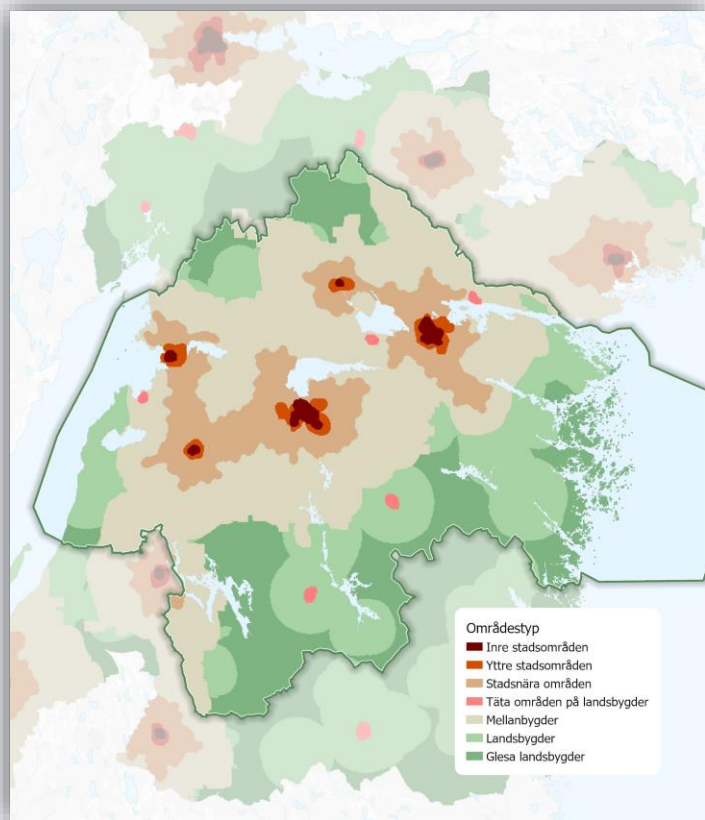 Områdestyp
Inre stadsområden
Yttre stadsområden
Stadsnära områden
Täta områden på landsbygder
Mellanbygder
Landsbygder
Glesa landsbygder